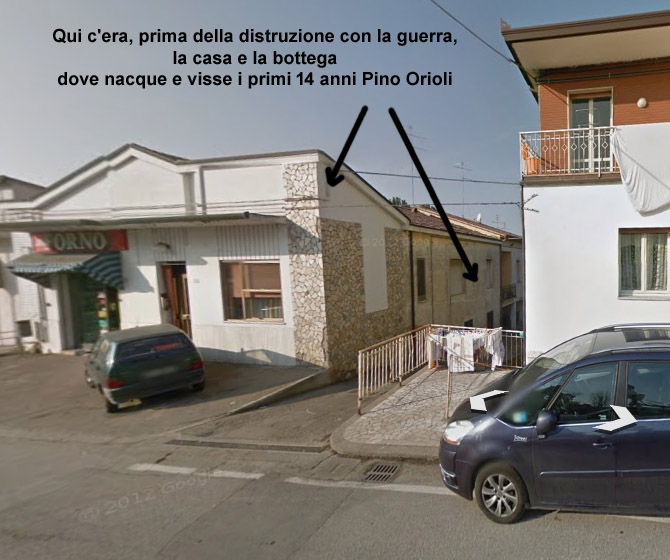 Qui c'era, prima della distruzione con la guerra,
la casa e la bottega
dove nacque e visse i primi 14 anni Pino Orioli
FORNO
© 2012 Google